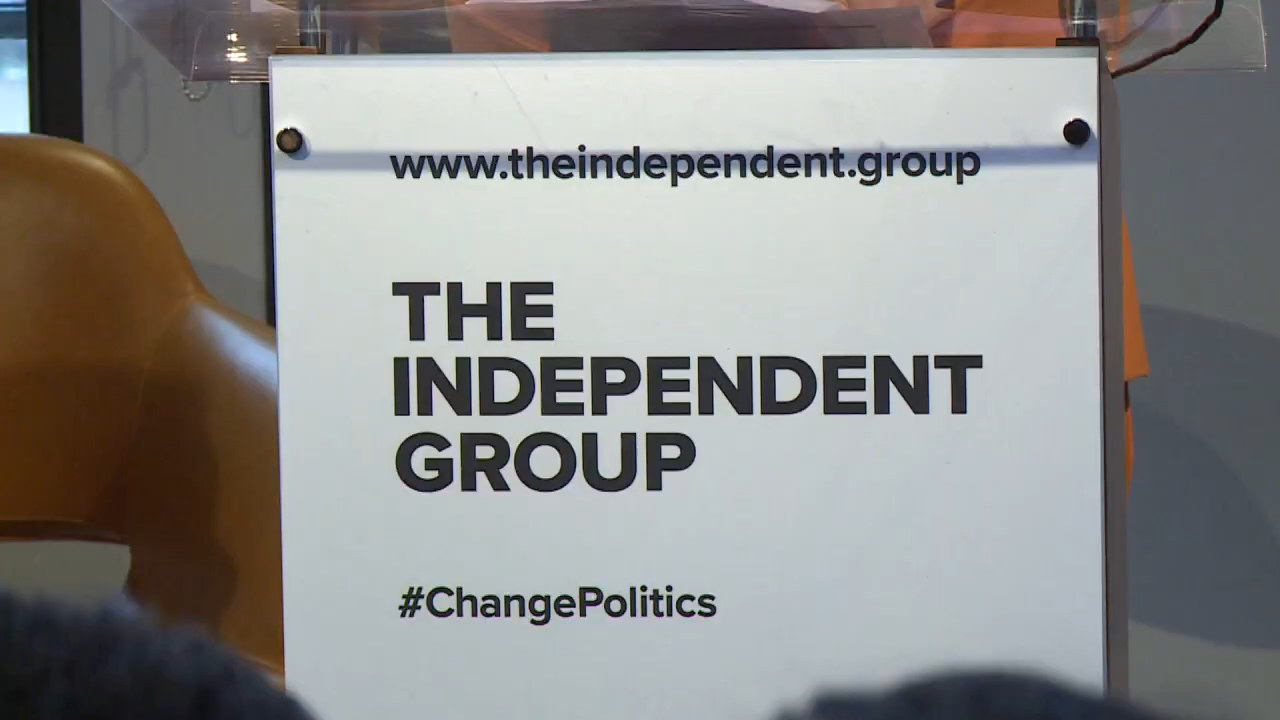 www.theindependent.group
THE
INDEPENDENT
GROUP
#ChangePolitics